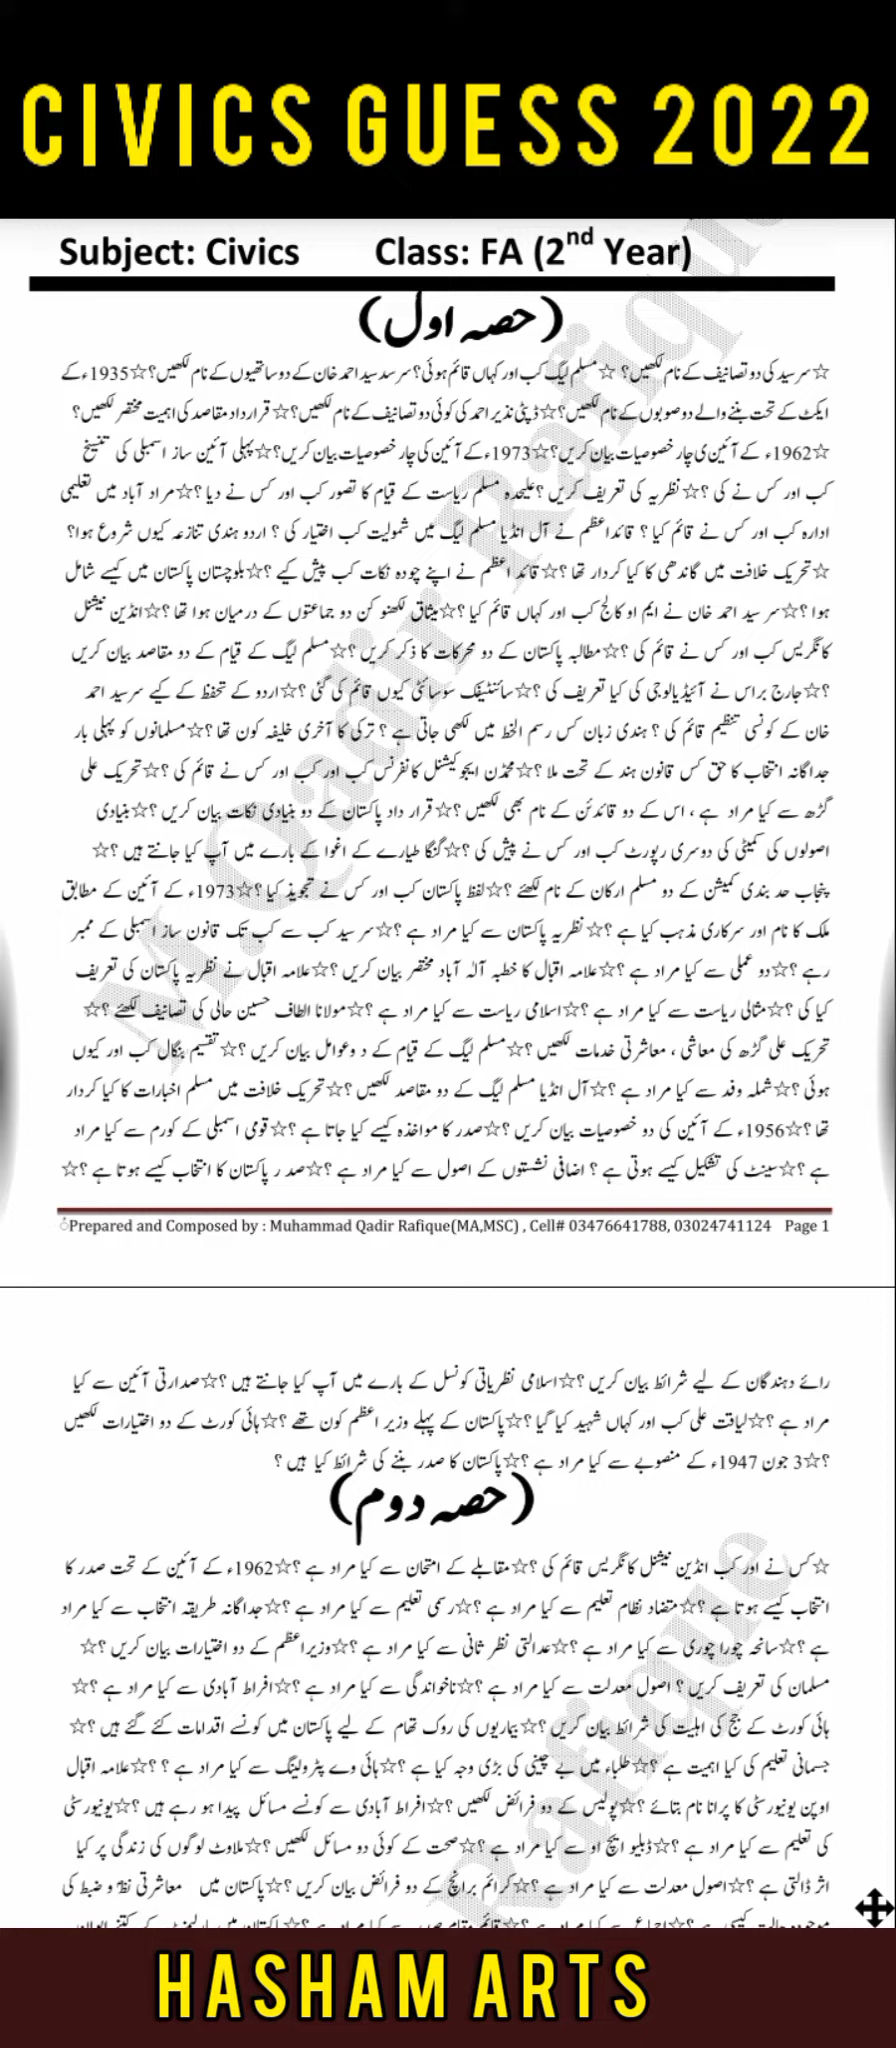 CIVICS GUESS 2022
Subject: Civics Class: FA (2nd Year)
(حصہ اول)
☆سرسید کی دو تصانیف کے نام لکھیں؟ ☆ مسلم لیگ کب اور کہاں قائم ہوئی؟ سرسد سید احمد خان کے دو ساتھیوں کے نام لکھیں؟☆1935ء کے
ایکٹ کے تحت بننے والے دو صوبوں کے نام لکھیں؟☆ڈپٹی نذیر احمد کی کوئی دو تصانیف کے نام لکھیں؟☆ قرارداد مقاصد کی اہمیت مختصر لکھیں؟
☆1962ء کے آئین ی چار خصوصیات بیان کریں؟☆1973ء کے آئین کی چار خصوصیات بیان کریں؟☆پہلی آئین ساز اسمبلی کی تنسیخ
کب اور کس نے کی ؟☆نظریہ کی تعریف کریں ؟علیحدہ مسلم ریاست کے قیام کا تصور کب اور کس نے دیا ؟☆مراد آباد میں تعلیمی
ادارہ کب اور کس نے قائم کیا ؟ قائداعظم نے آل انڈیا مسلم لیگ میں شمولیت کب اختیار کی ؟ اردو ہندی تنازعہ کیوں شروع ہوا؟
☆تحریک خلافت میں گاندھی کا کیا کردار تھا ؟☆قائد اعظم نے اپنے چودہ نکات کب پیش کیے ؟☆بلوچستان پاکستان میں کیسے شامل
ہوا ؟☆سر سید احمد خان نے ایم او کالج کب اور کہاں قائم کیا ؟☆میثاق لکھنو کن دو جماعتوں کے درمیان ہوا تھا ؟☆انڈین نیشنل
کانگریس کب اور کس نے قائم کی ؟☆مطالبہ پاکستان کے دو محرکات کا ذکر کریں ؟☆مسلم لیگ کے قیام کے دو مقاصد بیان کریں
؟☆جارج براس نے آئیڈیالوجی کی کیا تعریف کی ؟☆سائنٹیفک سوسائٹی کیوں قائم کی گئی ؟☆اردو کے تحفظ کے کیے سرسید احمد
خان کے کونسی تنظیم قائم کی ؟ ہندی زبان کس رسم الخط میں لکھی جاتی ہے ؟ ترکی کا آخری خلیفہ کون تھا ؟☆مسلمانوں کو پہلی بار
جداگانہ انتخاب کا حق کس قانون ہند کے تحت ملا ؟☆محمڈن ایجوکیشنل کانفرنس کب اور کب اور کس نے قائم کی ؟☆تحریک علی
گڑھ سے کیا مراد ہے ، اس کے دو قائدئن کے نام بھی لکھیں ؟☆قرار داد پاکستان کے دو بنیادی نکات بیان کریں ؟☆بنیادی
اصولوں کی کمیٹی کی دوسری رپورٹ کب اور کس نے پیش کی ؟☆گنگا طیارے کے اغوا کے بارے میں آپ کیا جانتے ہیں ؟☆
پنجاب حد بندی کمیشن کے دو مسلم ارکان کے نام لکھئے ؟☆لفظ پاکستان کب اور کس نے تجویذ کیا ؟☆1973ء کے آئین کے مطابق
ملک کا نام اور سرکاری مذہب کیا ہے ؟☆نظریہ پاکستان سے کیا مراد ہے ؟☆سر سید کب سے کب تک قانون ساز اسمبلی کے ممبر
رہے ؟☆دو عملی سے کیا مراد ہے ؟☆علامہ اقبال کا خطبہ آلہٰ آباد مختصر بیان کریں ؟☆علامہ اقبال نے نظریہ پاکستان کی تعریف
کیا کی ؟☆مثالی ریاست سے کیا مراد ہے ؟☆اسلامی ریاست سے کیا مراد ہے ؟☆مولانا الطاف حسین حالی کی تصانیف لکھئے ؟☆
تحریک علی گڑھ کی معاشی ، معاشرتی خدمات لکھیں ؟☆مسلم لیگ کے قیام کے د وعوامل بیان کریں ؟☆تقسیم بنگال کب اور کیوں
ہوئی ؟☆شملہ وفد سے کیا مراد ہے ؟☆آل انڈیا مسلم لیگ کے دو مقاصد لکھیں ؟☆تحریک خلافت میں مسلم اخبارات کا کیا کردار
تھا ؟☆1956ء کے آئین کی دو خصوصیات بیان کریں ؟☆صدر کا مواخذہ کیسے کیا جاتا ہے ؟☆قومی اسمبلی کے کورم سے کیا مراد
ہے ؟☆سینٹ کی تشکیل کیسے ہوتی ہے ؟ اضافی نشستوں کے اصول سے کیا مراد ہے ؟☆صدر پاکستان کا انتخاب کیسے ہوتا ہے ؟☆
Prepared and Composed by : Muhammad Qadir Rafique(MA,MSC) , Cell# 03476641788, 03024741124 Page 1
رائے دہندگان کے لیے شرائط بیان کریں ؟☆اسلامی نظریاتی کونسل کے بارے میں آپ کیا جانتے ہیں ؟☆صدارتی آئین سے کیا
مراد ہے ؟☆لیاقت علی کب اور کہاں شہید کیا گیا ؟☆پاکستان کے پہلے وزیر اعظم کون تھے ؟☆ہائی کورٹ کے دو اختیارات لکھیں
؟☆3 جون 1947ء کے منصوبے سے کیا مراد ہے ؟☆پاکستان کا صدر بننے کی شرائط کیا ہیں ؟
(حصہ دوم)
☆کس نے اور کب انڈین نیشنل کانگریس قائم کی ؟☆مقابلے کے امتحان سے کیا مراد ہے ؟☆1962ء کے آئین کے تحت صدر کا
انتخاب کیسے ہوتا ہے ؟☆متضاد نظام تعلیم سے کیا مراد ہے ؟☆رسمی تعلیم سے کیا مراد ہے ؟☆جداگانہ طریقہ انتخاب سے کیا مراد
ہے ؟☆سانحہ چورا چوری سے کیا مراد ہے ؟☆عدالتی نظر ثانی سے کیا مراد ہے ؟☆وزیراعظم کے دو اختیارات بیان کریں ؟☆
مسلمان کی تعریف کریں ؟ اصول معدلت سے کیا مراد ہے ؟☆ناخواندگی سے کیا مراد ہے ؟☆افراط آبادی سے کیا مراد ہے ؟☆
ہائی کورٹ کے جج کی اہلیت کی شرائط بیان کریں ؟☆بیماریوں کی روک تھام کے لیے پاکستان میں کونسے اقدامات کئے گئے ہیں ؟☆
جسمانی تعلیم کی کیا اہمیت ہے ؟☆طلباء میں بے چینی کی بڑی وجہ کیا ہے ؟☆ہائی وے پٹرولینگ سے کیا مراد ہے ؟ ؟☆علامہ اقبال
اوپن یونیورسٹی کا پرانا نام بتائے ؟☆پولیس کے دو فرائض لکھیں ؟☆افراط آبادی سے کونسے مسائل پیدا ہو رہے ہیں ؟☆یونیورسٹی
کی تعلیم سے کیا مراد ہے ؟☆ڈبلیو ایچ او سے کیا مراد ہے ؟☆صحت کے کوئی دو مسائل لکھیں ؟☆ملاوٹ لوگوں کی زندگی پر کیا
اثر ڈالتی ہے ؟☆اصول معدلت سے کیا مراد ہے ؟☆کرائم برانچ کے دو فرائض بیان کریں ؟☆پاکستان میں معاشرتی نظم و ضبط کی
HASHAM ARTS
M.Qadir Rafique
Rafique